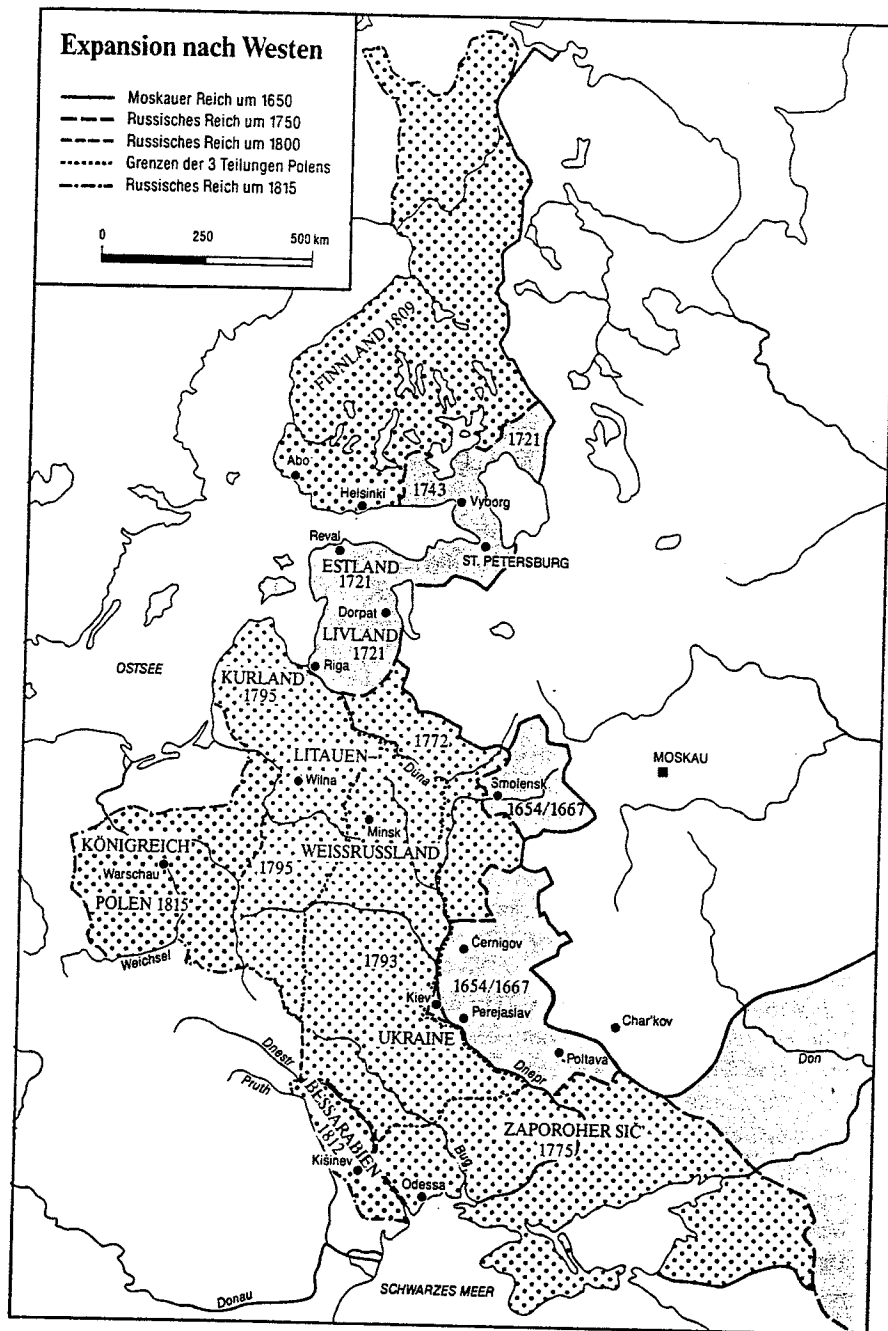 Expansion nach Westen
Moskauer Reich um 1650
Russisches Reich um 1750
Russisches Reich um 1800
Grenzen der 3 Teilungen Polens
Russisches Reich um 1815
0 250 500 km
FINNLAND 1809
1721
Abo
1743
Helsinki
Vyborg
Reval
ST. PETERSBURG
ESTLAND
1721
Dorpat
LIVLAND
1721
OSTSEE
Riga
KURLAND
1795
1772
LITAUEN
Düna
MOSKAU
Wilna
Smolensk
1654/1667
Minsk
KÖNIGREICH
WEISSRUSSLAND
Warschau
1795
POLEN 1815
Weichsel
Černigov
1793
1654/1667
Kiev
Perejaslav
Char'kov
UKRAINE
Poltava
Don
Dnestr
Dnepr
Pruth
BESSARABIEN
1812
ZAPOROHER SIČ
1775
Bug
Kišinev
Odessa
Donau
SCHWARZES MEER